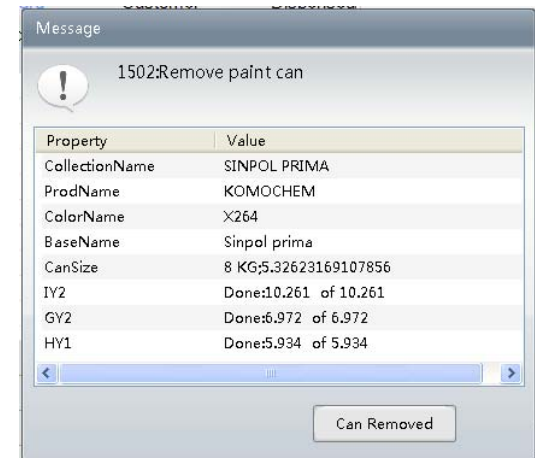 Message
1502:Remove paint can
Property Value
CollectionName SINPOL PRIMA
ProdName KOMOCHEM
ColorName X264
BaseName Sinpol prima
CanSize 8 KG;5.32623169107856
IY2 Done:10.261 of 10.261
GY2 Done:6.972 of 6.972
HY1 Done:5.934 of 5.934
Can Removed